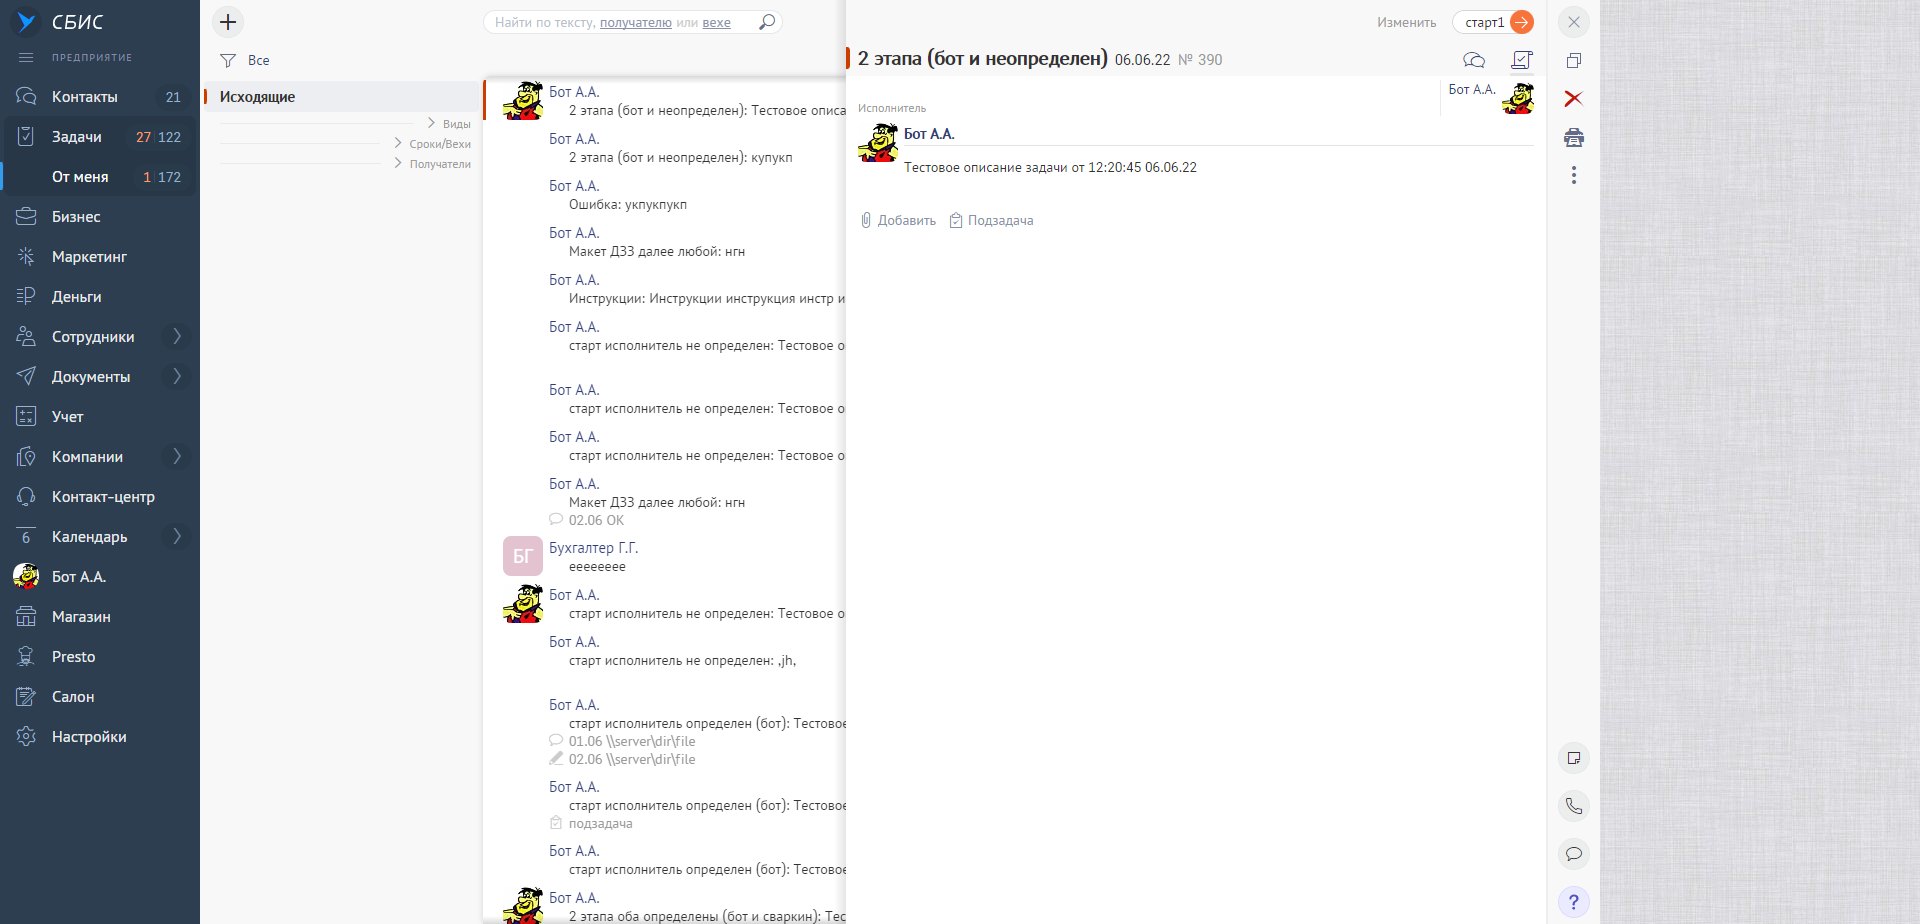 СБИС
ПРЕДПРИЯТИЕ
Контакты 21
Задачи 27 122
От меня 1 172
Бизнес
Маркетинг
Деньги
Сотрудники
Документы
Учет
Компании
Контакт-центр
6 Календарь
Бот А.А.
Магазин
Presto
Салон
Настройки
Найти по тексту, получателю или вехе
Все
Исходящие
Виды
Сроки/Вехи
Получатели
Бот А.А.
2 этапа (бот и неопределен): Тестовое описа
Бот А.А.
2 этапа (бот и неопределен): купукп
Бот А.А.
Ошибка: укпукпукп
Бот А.А.
Макет ДЗЗ далее любой: нгн
Бот А.А.
Инструкции: Инструкции инструкция инстр и
Бот А.А.
старт исполнитель не определен: Тестовое о
Бот А.А.
старт исполнитель не определен: Тестовое о
Бот А.А.
старт исполнитель не определен: Тестовое о
Бот А.А.
Макет ДЗЗ далее любой: нгн
02.06 ОК
БГ
Бухгалтер Г.Г.
еееееееe
Бот А.А.
старт исполнитель не определен: Тестовое о
Бот А.А.
старт исполнитель не определен: ,jh,
Бот А.А.
старт исполнитель определен (бот): Тестовое
01.06 \\server\dir\file
02.06 \\server\dir\file
Бот А.А.
старт исполнитель определен (бот): Тестовое
подзадача
Бот А.А.
старт исполнитель определен (бот): Тестовое
Бот А.А.
2 этапа оба определены (бот и сваркин): Тес
Изменить
старт1
2 этапа (бот и неопределен) 06.06.22 № 390
Бот А.А.
Исполнитель
Бот А.А.
Тестовое описание задачи от 12:20:45 06.06.22
Добавить Подзадача
?